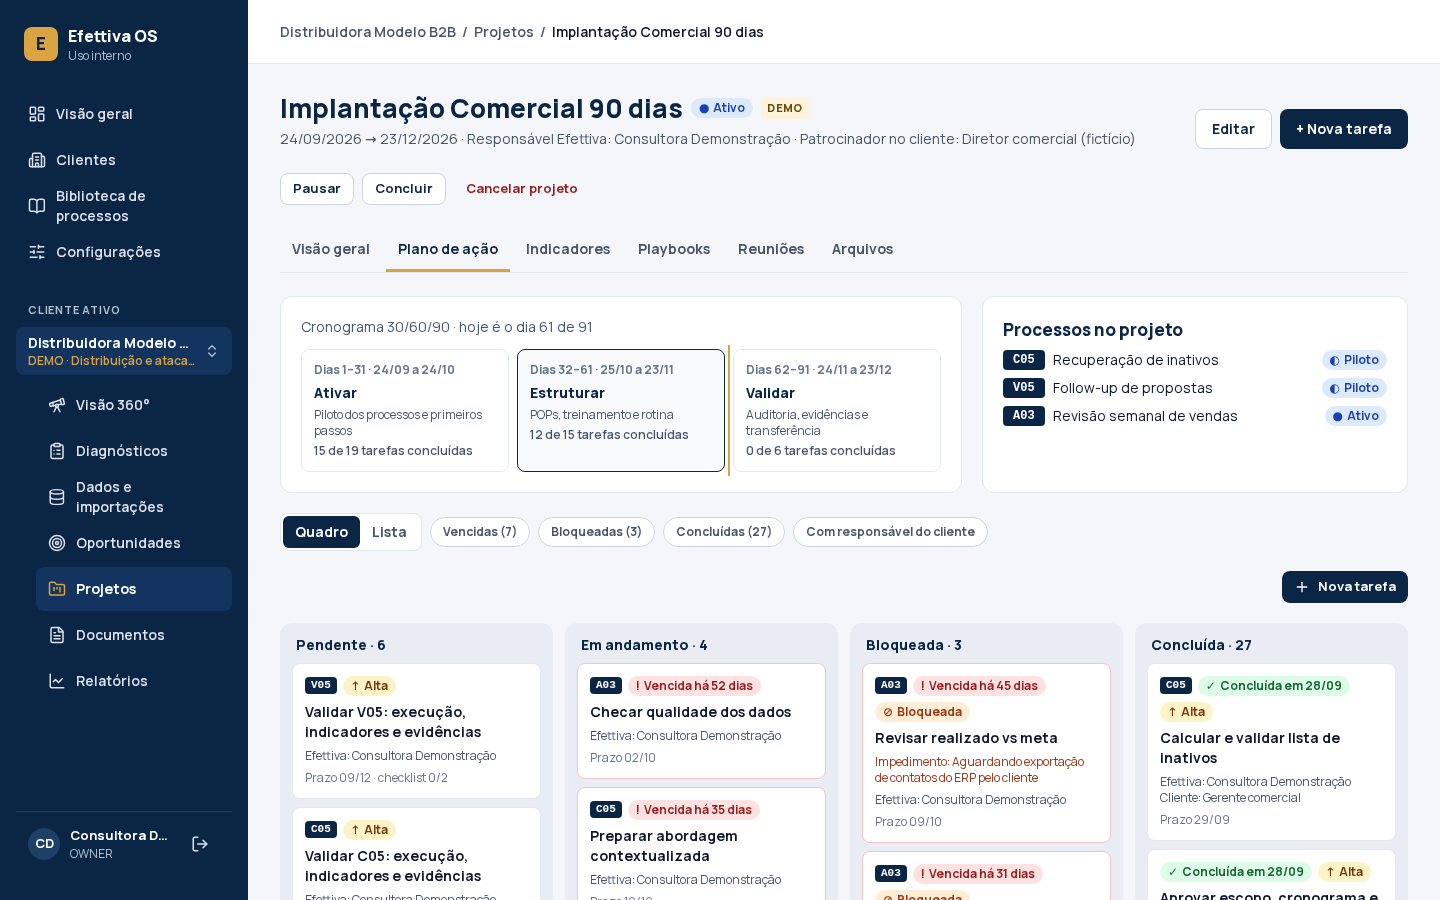 E
Efettiva OS
Uso interno
Visão geral
Clientes
Biblioteca de
processos
Configurações
CLIENTE ATIVO
Distribuidora Modelo ...
DEMO · Distribuição e ataca...
Visão 360°
Diagnósticos
Dados e
importações
Oportunidades
Projetos
Documentos
Relatórios
CD
Consultora D...
OWNER
Distribuidora Modelo B2B / Projetos / Implantação Comercial 90 dias
Implantação Comercial 90 dias ● Ativo DEMO
24/09/2026 → 23/12/2026 · Responsável Efettiva: Consultora Demonstração · Patrocinador no cliente: Diretor comercial (fictício)
Editar
+ Nova tarefa
Pausar
Concluir
Cancelar projeto
Visão geral
Plano de ação
Indicadores
Playbooks
Reuniões
Arquivos
Cronograma 30/60/90 · hoje é o dia 61 de 91
Dias 1–31 · 24/09 a 24/10
Ativar
Piloto dos processos e primeiros
passos
15 de 19 tarefas concluídas
Dias 32–61 · 25/10 a 23/11
Estruturar
POPs, treinamento e rotina
12 de 15 tarefas concluídas
Dias 62–91 · 24/11 a 23/12
Validar
Auditoria, evidências e
transferência
0 de 6 tarefas concluídas
Processos no projeto
C05 Recuperação de inativos ◐ Piloto
V05 Follow-up de propostas ◐ Piloto
A03 Revisão semanal de vendas ● Ativo
Quadro
Lista
Vencidas (7)
Bloqueadas (3)
Concluídas (27)
Com responsável do cliente
+ Nova tarefa
Pendente · 6
V05 ↑ Alta
Validar V05: execução,
indicadores e evidências
Efettiva: Consultora Demonstração
Prazo 09/12 · checklist 0/2
C05 ↑ Alta
Validar C05: execução,
indicadores e evidências
Efettiva: Consultora Demonstração
Em andamento · 4
A03 ! Vencida há 52 dias
Checar qualidade dos dados
Efettiva: Consultora Demonstração
Prazo 02/10
C05 ! Vencida há 35 dias
Preparar abordagem
contextualizada
Efettiva: Consultora Demonstração
Bloqueada · 3
A03 ! Vencida há 45 dias
⊘ Bloqueada
Revisar realizado vs meta
Impedimento: Aguardando exportação
de contatos do ERP pelo cliente
Efettiva: Consultora Demonstração
Prazo 09/10
A03 ! Vencida há 31 dias
⊘ Bloqueada
Concluída · 27
C05 ✓ Concluída em 28/09
↑ Alta
Calcular e validar lista de
inativos
Efettiva: Consultora Demonstração
Cliente: Gerente comercial
Prazo 29/09
✓ Concluída em 28/09 ↑ Alta
Aprovar escopo, cronograma e